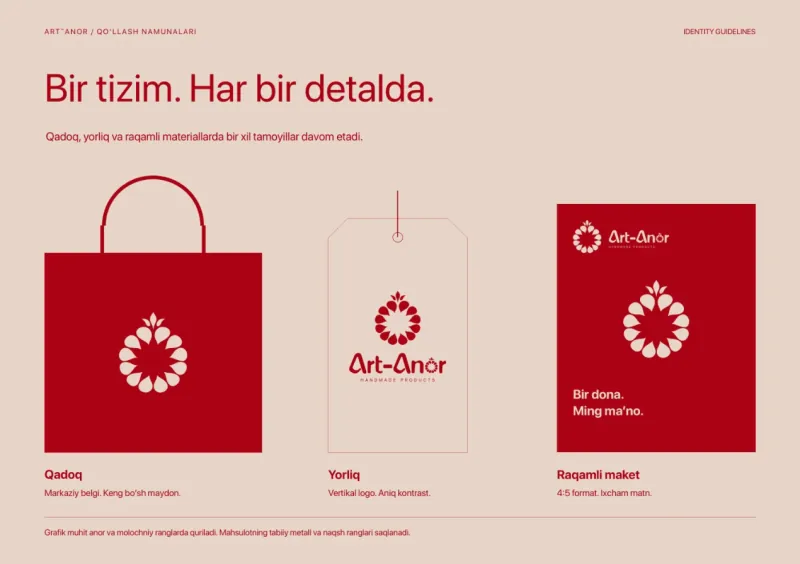 ART˜ANOR / QO'LLASH NAMUNALARI
IDENTITY GUIDELINES
Bir tizim. Har bir detalda.
Qadoq, yorliq va raqamli materiallarda bir xil tamoyillar davom etadi.
Art-Anor
HANDMADE PRODUCTS
Art-Anor
HANDMADE PRODUCTS
Bir dona.
Ming ma'no.
Qadoq
Markaziy belgi. Keng bo'sh maydon.
Yorliq
Vertikal logo. Aniq kontrast.
Raqamli maket
4:5 format. Ixcham matn.
Grafik muhit anor va molochniy ranglarda quriladi. Mahsulotning tabiiy metall va naqsh ranglari saqlanadi.